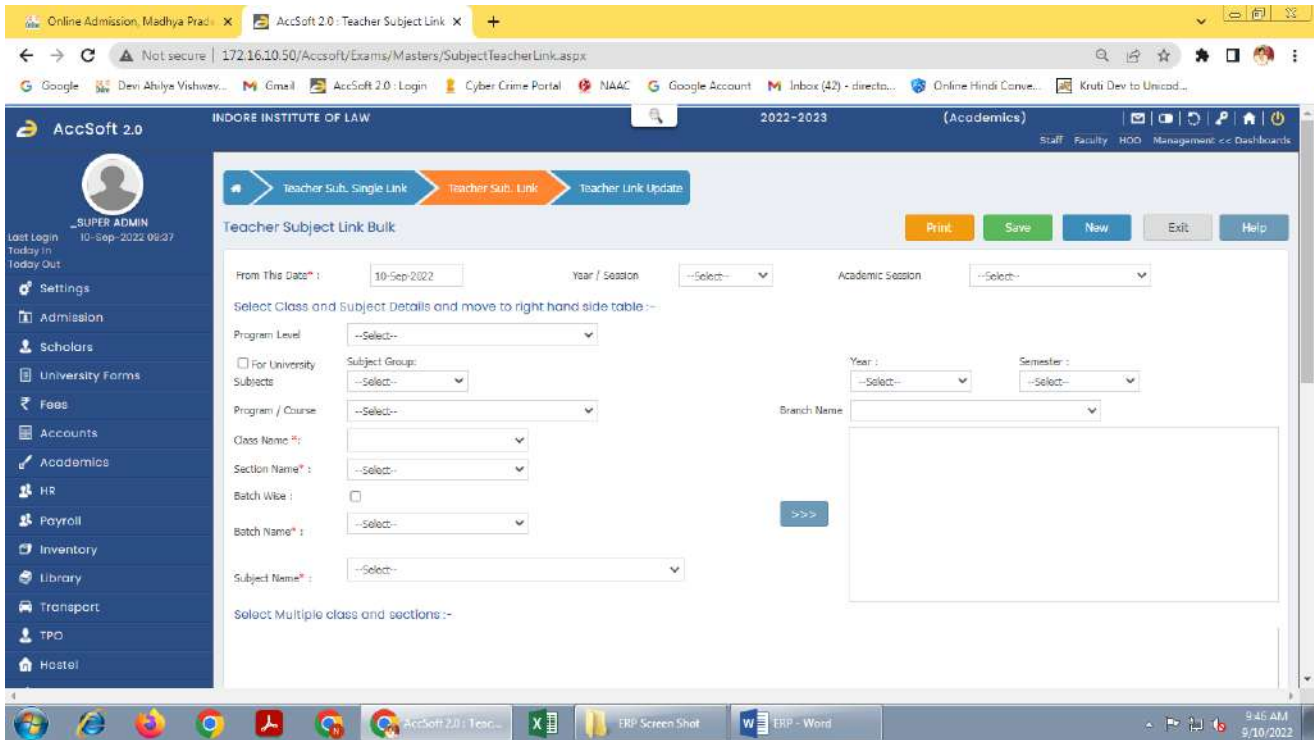 Online Admission, Madhya Prad
AccSoft 2.0 : Teacher Subject Link
Not secure | 172.16.10.50/Accsoft/Exams/Masters/SubjectTeacherLink.aspx
Google Devi Ahilya Vishwav... Gmail AccSoft 2.0 : Login Cyber Crime Portal NAAC Google Account Inbox (42) - directo... Online Hindi Conve... Kruti Dev to Unicod...
AccSoft 2.0
INDORE INSTITUTE OF LAW 2022-2023 (Academics)
Staff Faculty HOD Management << Dashboards
_SUPER ADMIN
Last Login 10-Sep-2022 09:37
Today In
Today Out
Settings
Admission
Scholars
University Forms
Fees
Accounts
Academics
HR
Payroll
Inventory
Library
Transport
TPO
Hostel
Teacher Sub. Single Link Teacher Sub. Link Teacher Link Update
Teacher Subject Link Bulk Print Save New Exit Help
From This Date* : 10-Sep-2022 Year / Session --Select-- Academic Session --Select--
Select Class and Subject Details and move to right hand side table :-
Program Level --Select--
For University Subjects Subject Group: --Select-- Year : --Select-- Semester : --Select--
Program / Course --Select-- Branch Name
Class Name *:
Section Name* : --Select--
Batch Wise :
>>>
Batch Name* : --Select--
Subject Name* : --Select--
Select Multiple class and sections :-
AccSoft 2.0 : Teac... ERP Screen Shot ERP - Word
9:46 AM
9/10/2022